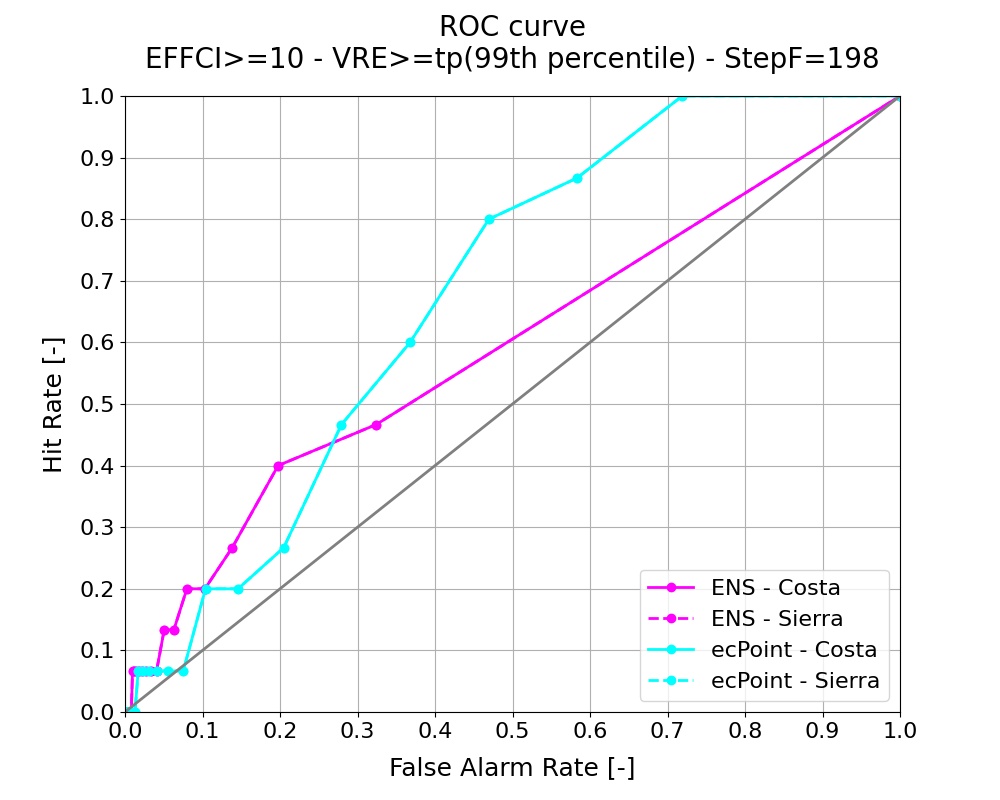 ROC curve
EFFCI>=10 - VRE>=tp(99th percentile) - StepF=198
1.0
0.9
0.8
0.7
0.6
0.5
0.4
0.3
0.2
0.1
0.0
Hit Rate [-]
ENS - Costa
ENS - Sierra
ecPoint - Costa
ecPoint - Sierra
0.0 0.1 0.2 0.3 0.4 0.5 0.6 0.7 0.8 0.9 1.0
False Alarm Rate [-]